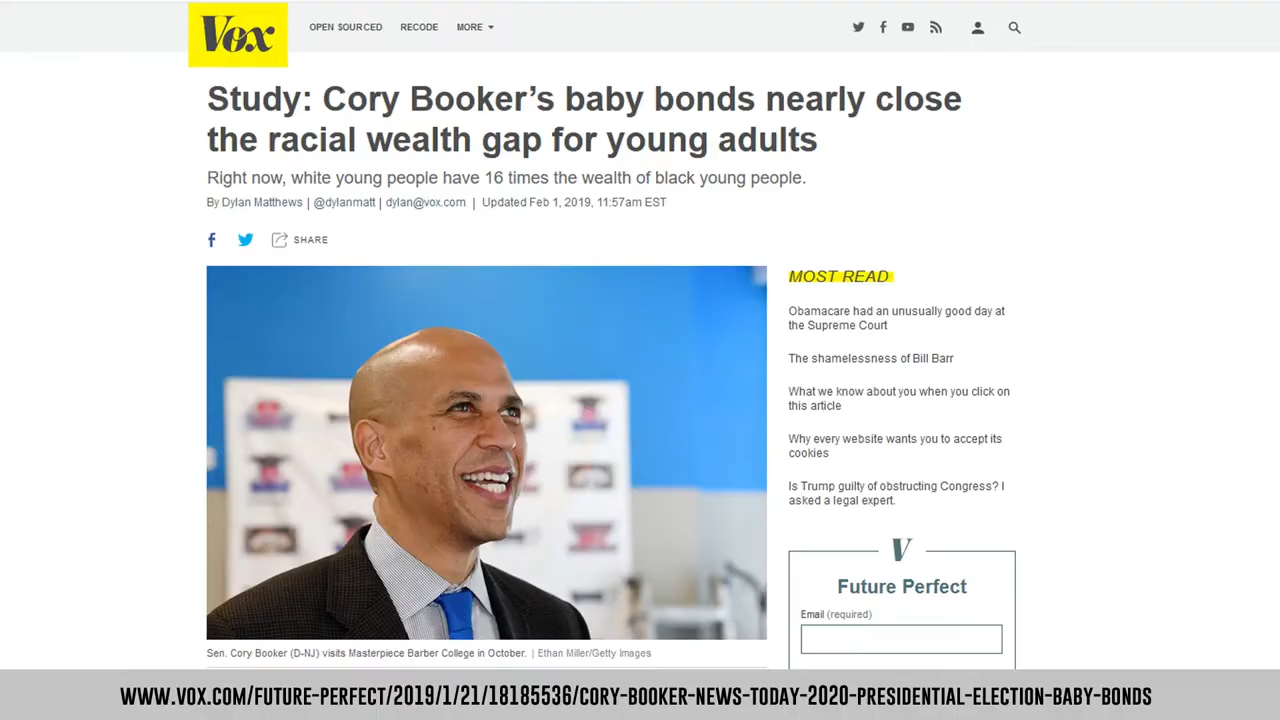 Vox
OPEN SOURCED RECODE MORE
Study: Cory Booker’s baby bonds nearly close
the racial wealth gap for young adults
Right now, white young people have 16 times the wealth of black young people.
By Dylan Matthews | @dylanmatt | dylan@vox.com | Updated Feb 1, 2019, 11:57am EST
SHARE
Sen. Cory Booker (D-NJ) visits Masterpiece Barber College in October. | Ethan Miller/Getty Images
MOST READ
Obamacare had an unusually good day at
the Supreme Court
The shamelessness of Bill Barr
What we know about you when you click on
this article
Why every website wants you to accept its
cookies
Is Trump guilty of obstructing Congress? I
asked a legal expert.
V
Future Perfect
Email (required)
WWW.VOX.COM/FUTURE-PERFECT/2019/1/21/18185536/CORY-BOOKER-NEWS-TODAY-2020-PRESIDENTIAL-ELECTION-BABY-BONDS